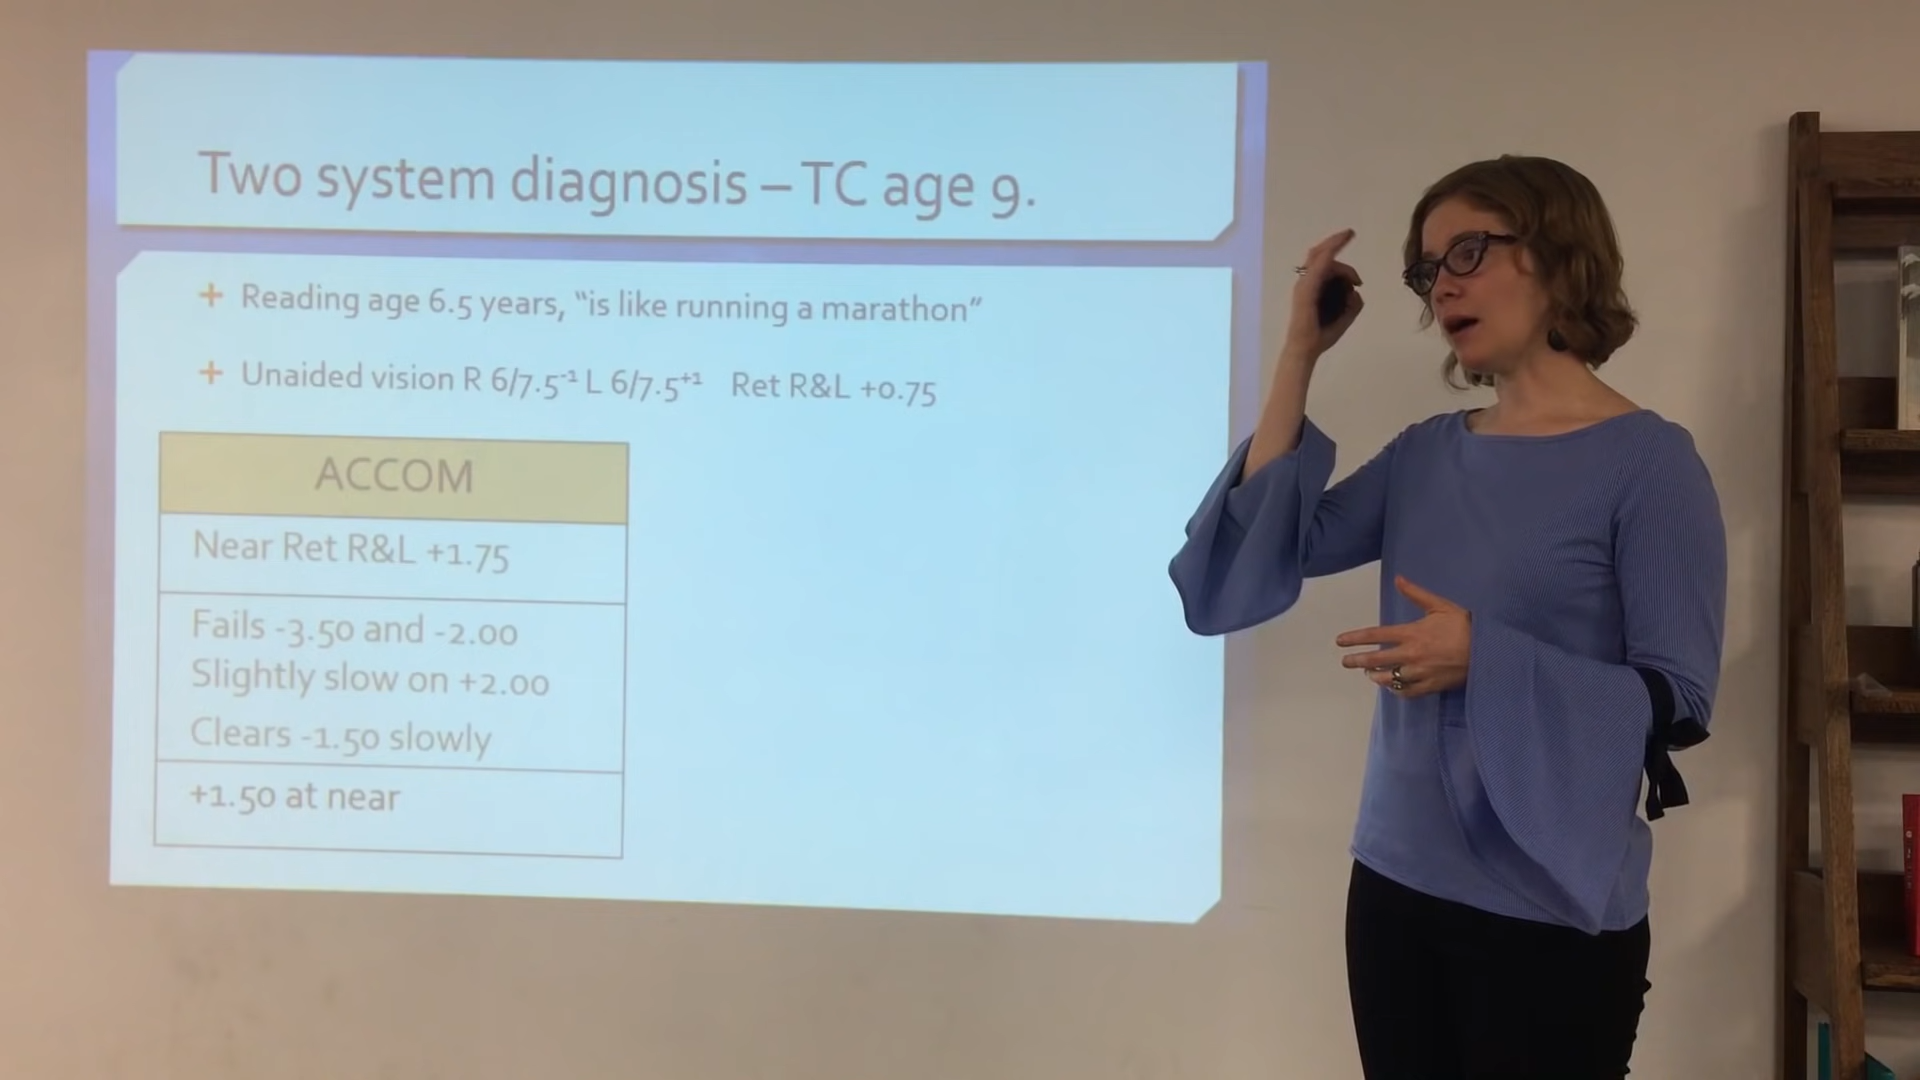 Two system diagnosis – TC age 9.
+ Reading age 6.5 years, “is like running a marathon”
+ Unaided vision R 6/7.5⁻¹ L 6/7.5⁺¹ Ret R&L +0.75
ACCOM
Near Ret R&L +1.75
Fails -3.50 and -2.00
Slightly slow on +2.00
Clears -1.50 slowly
+1.50 at near